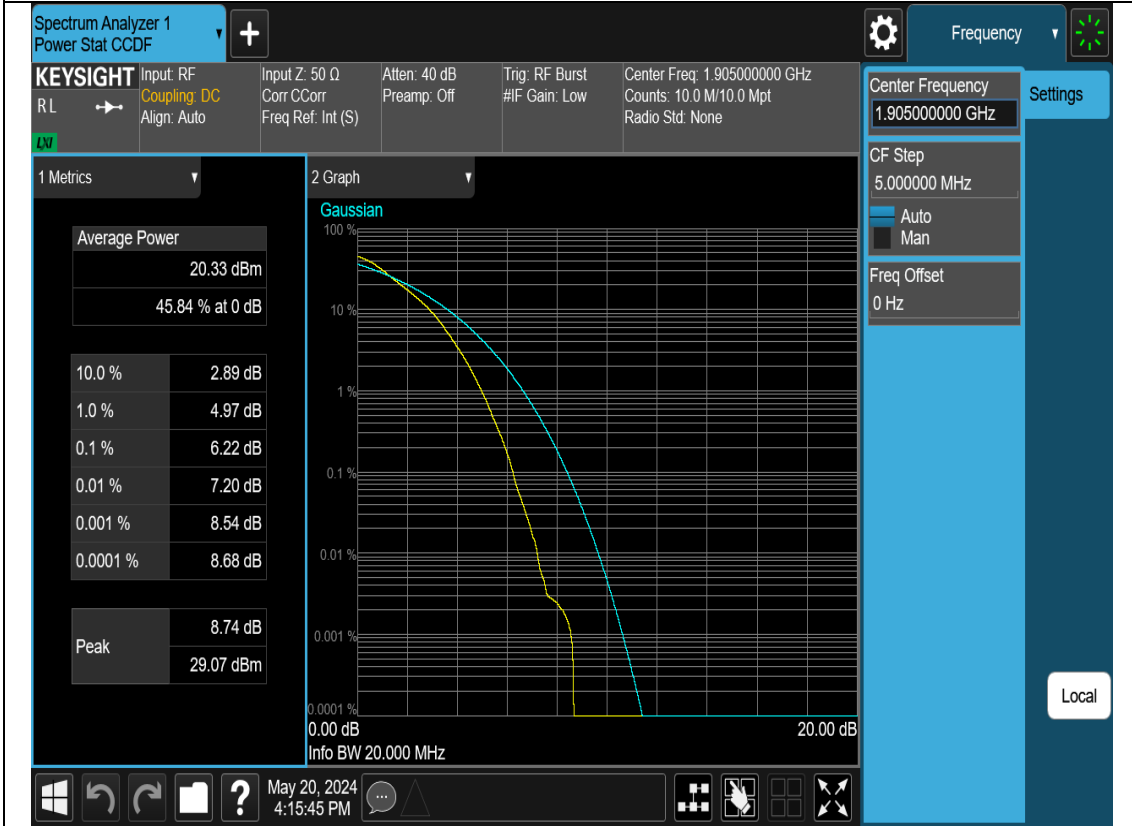 Spectrum Analyzer 1
Power Stat CCDF
+
Frequency
KEYSIGHT
RL
LXI
Input: RF
Coupling: DC
Align: Auto
Input Z: 50 Ω
Corr CCorr
Freq Ref: Int (S)
Atten: 40 dB
Preamp: Off
Trig: RF Burst
#IF Gain: Low
Center Freq: 1.905000000 GHz
Counts: 10.0 M/10.0 Mpt
Radio Std: None
Center Frequency
1.905000000 GHz
Settings
CF Step
5.000000 MHz
Auto
Man
Freq Offset
0 Hz
1 Metrics
Average Power
20.33 dBm
45.84 % at 0 dB
10.0 % 2.89 dB
1.0 % 4.97 dB
0.1 % 6.22 dB
0.01 % 7.20 dB
0.001 % 8.54 dB
0.0001 % 8.68 dB
Peak
8.74 dB
29.07 dBm
2 Graph
Gaussian
100 %
10 %
1 %
0.1 %
0.01 %
0.001 %
0.0001 %
0.00 dB 20.00 dB
Info BW 20.000 MHz
Local
?
May 20, 2024
4:15:45 PM